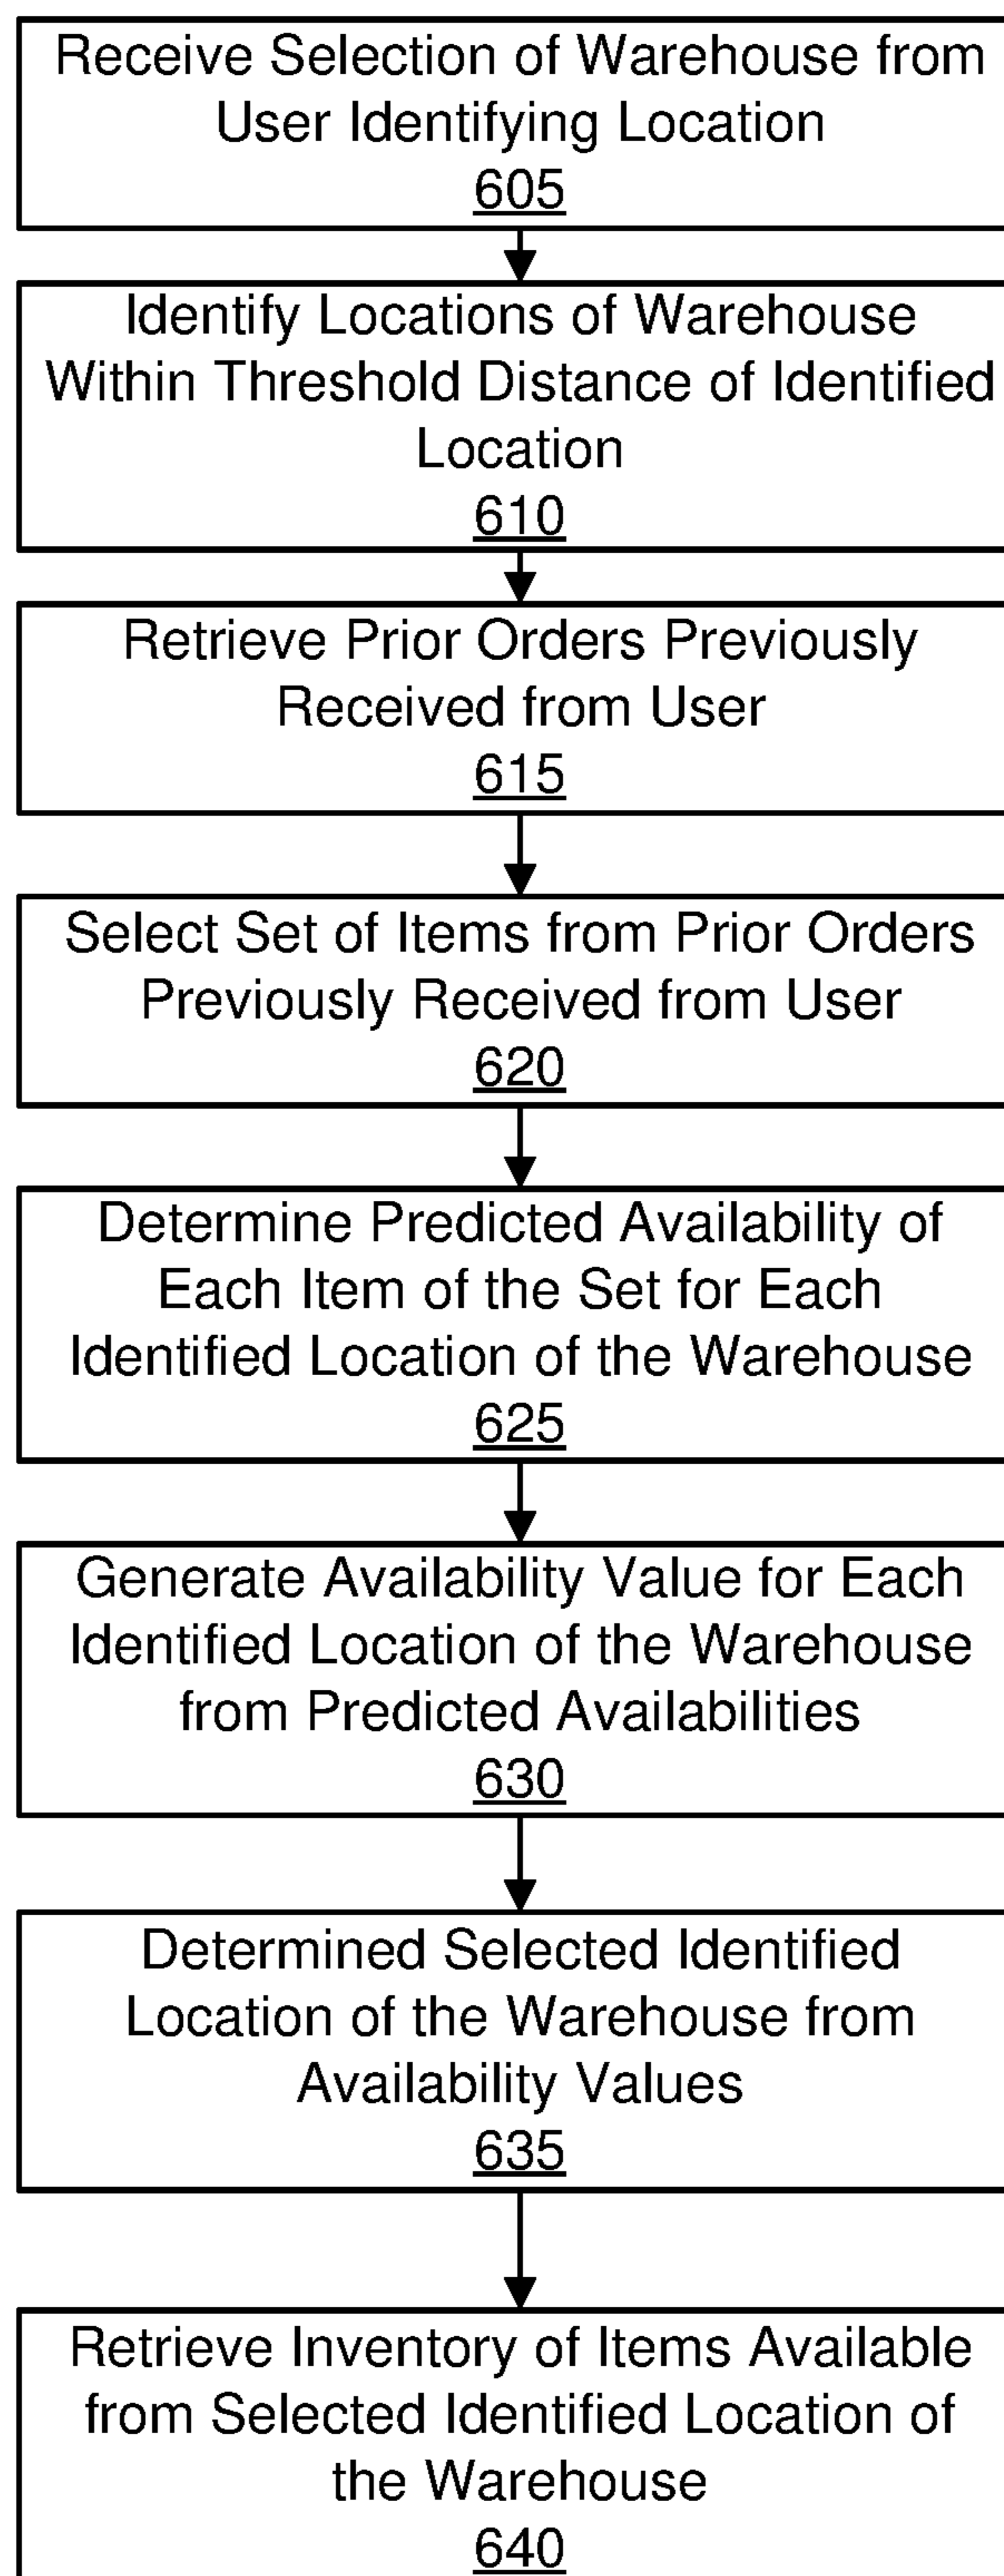 Receive Selection of Warehouse from
User Identifying Location
605
Identify Locations of Warehouse
Within Threshold Distance of Identified
Location
610
Retrieve Prior Orders Previously
Received from User
615
Select Set of Items from Prior Orders
Previously Received from User
620
Determine Predicted Availability of
Each Item of the Set for Each
Identified Location of the Warehouse
625
Generate Availability Value for Each
Identified Location of the Warehouse
from Predicted Availabilities
630
Determined Selected Identified
Location of the Warehouse from
Availability Values
635
Retrieve Inventory of Items Available
from Selected Identified Location of
the Warehouse
640